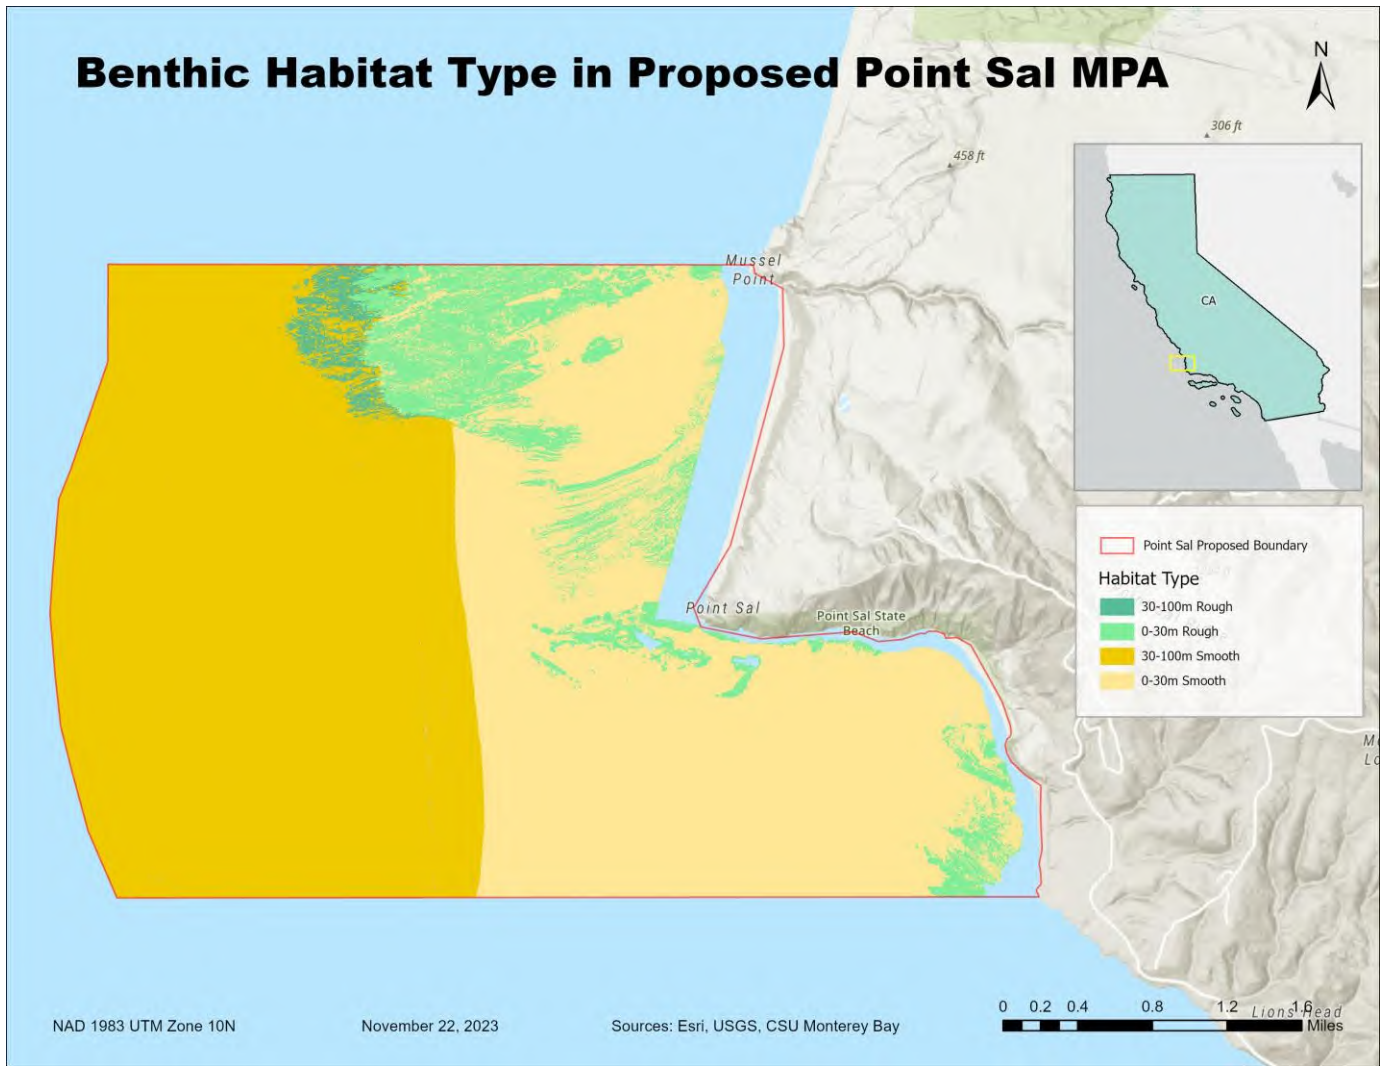 Benthic Habitat Type in Proposed Point Sal MPA
N
306 ft
458 ft
Mussel
Point
CA
Point Sal Proposed Boundary
Habitat Type
30-100m Rough
0-30m Rough
30-100m Smooth
0-30m Smooth
Point Sal
Point Sal State
Beach
NAD 1983 UTM Zone 10N
November 22, 2023
Sources: Esri, USGS, CSU Monterey Bay
0 0.2 0.4 0.8 1.2 1.6
Miles
Lions Head